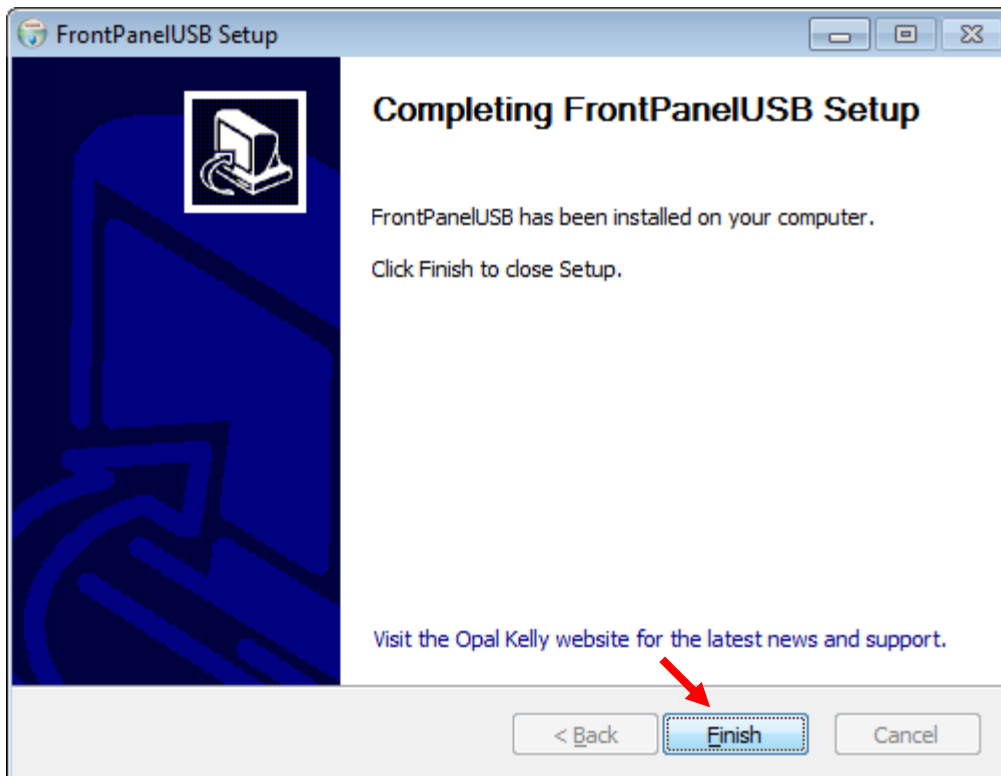 FrontPanelUSB Setup
Completing FrontPanelUSB Setup
FrontPanelUSB has been installed on your computer.
Click Finish to close Setup.
Visit the Opal Kelly website for the latest news and support.
< Back Finish Cancel